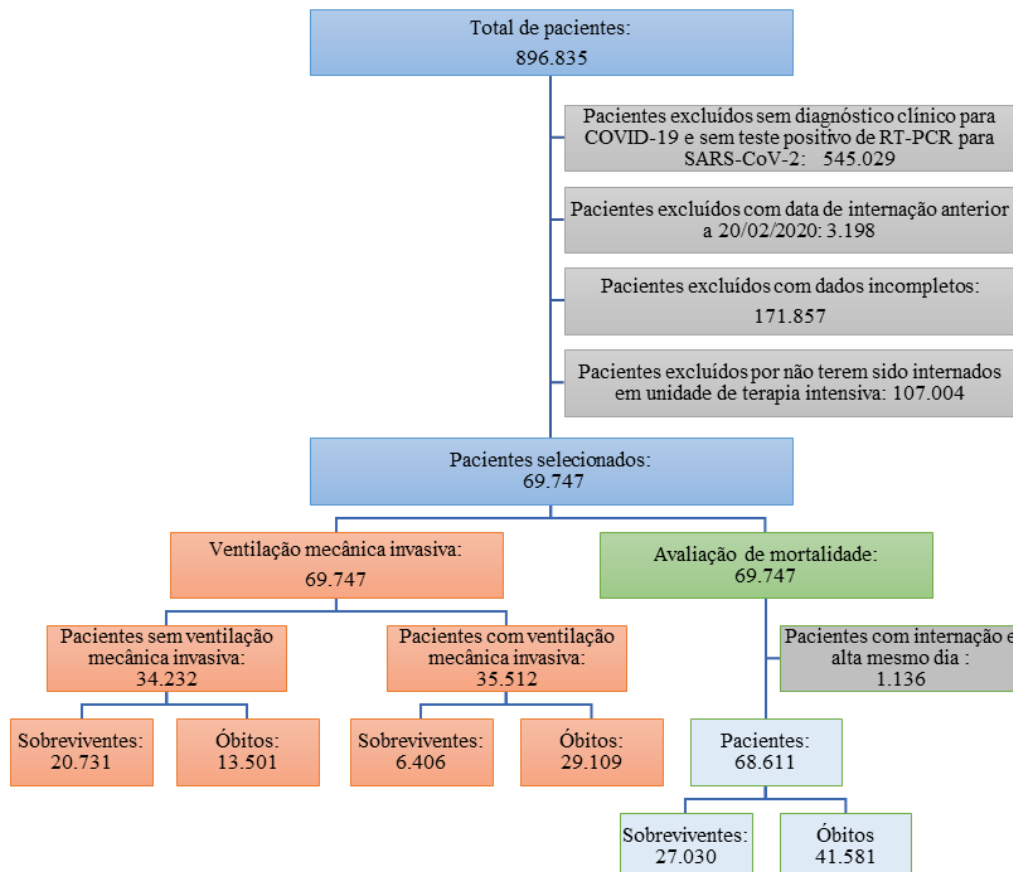 Total de pacientes:
896.835
Pacientes excluídos sem diagnóstico clínico para
COVID-19 e sem teste positivo de RT-PCR para
SARS-CoV-2: 545.029
Pacientes excluídos com data de internação anterior
a 20/02/2020: 3.198
Pacientes excluídos com dados incompletos:
171.857
Pacientes excluídos por não terem sido internados
em unidade de terapia intensiva: 107.004
Pacientes selecionados:
69.747
Ventilação mecânica invasiva:
69.747
Avaliação de mortalidade:
69.747
Pacientes sem ventilação
mecânica invasiva:
34.232
Pacientes com ventilação
mecânica invasiva:
35.512
Pacientes com internação e
alta mesmo dia :
1.136
Sobreviventes:
20.731
Óbitos:
13.501
Sobreviventes:
6.406
Óbitos:
29.109
Pacientes:
68.611
Sobreviventes:
27.030
Óbitos
41.581